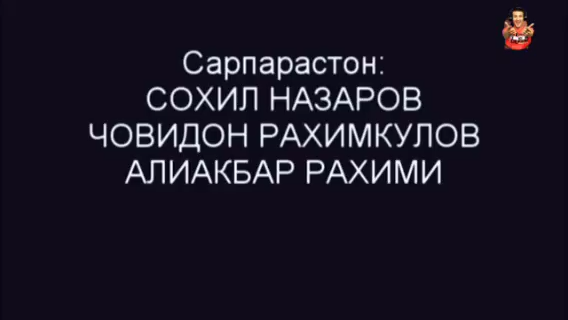 Сарпарастон:
СОХИЛ НАЗАРОВ
ЧОВИДОН РАХИМКУЛОВ
АЛИАКБАР РАХИМИ